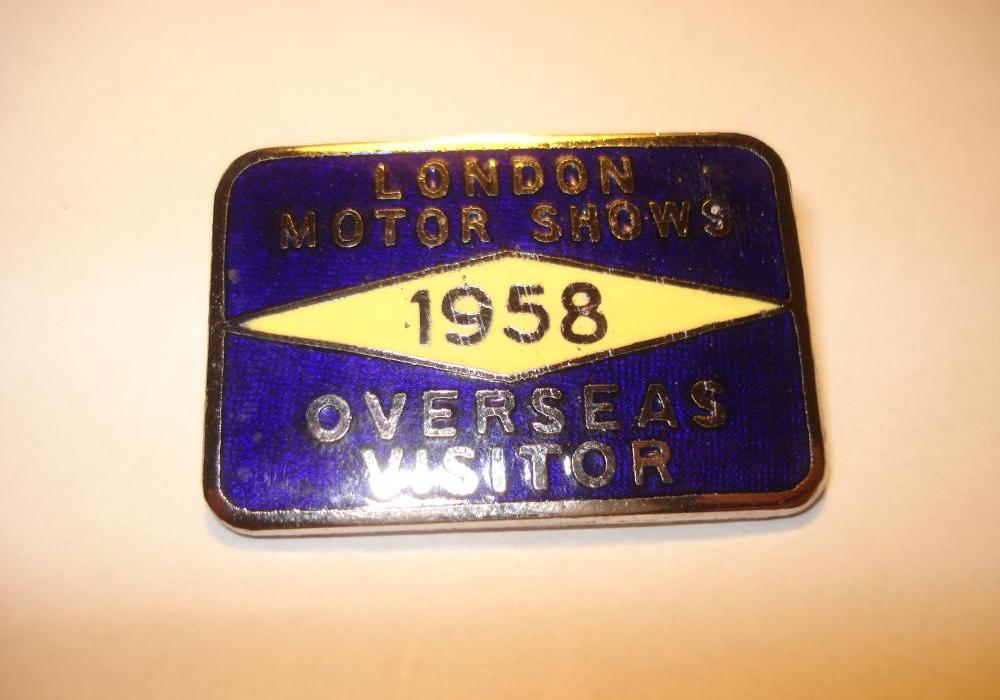 LONDON
MOTOR SHOWS
1958
OVERSEAS
VISITOR